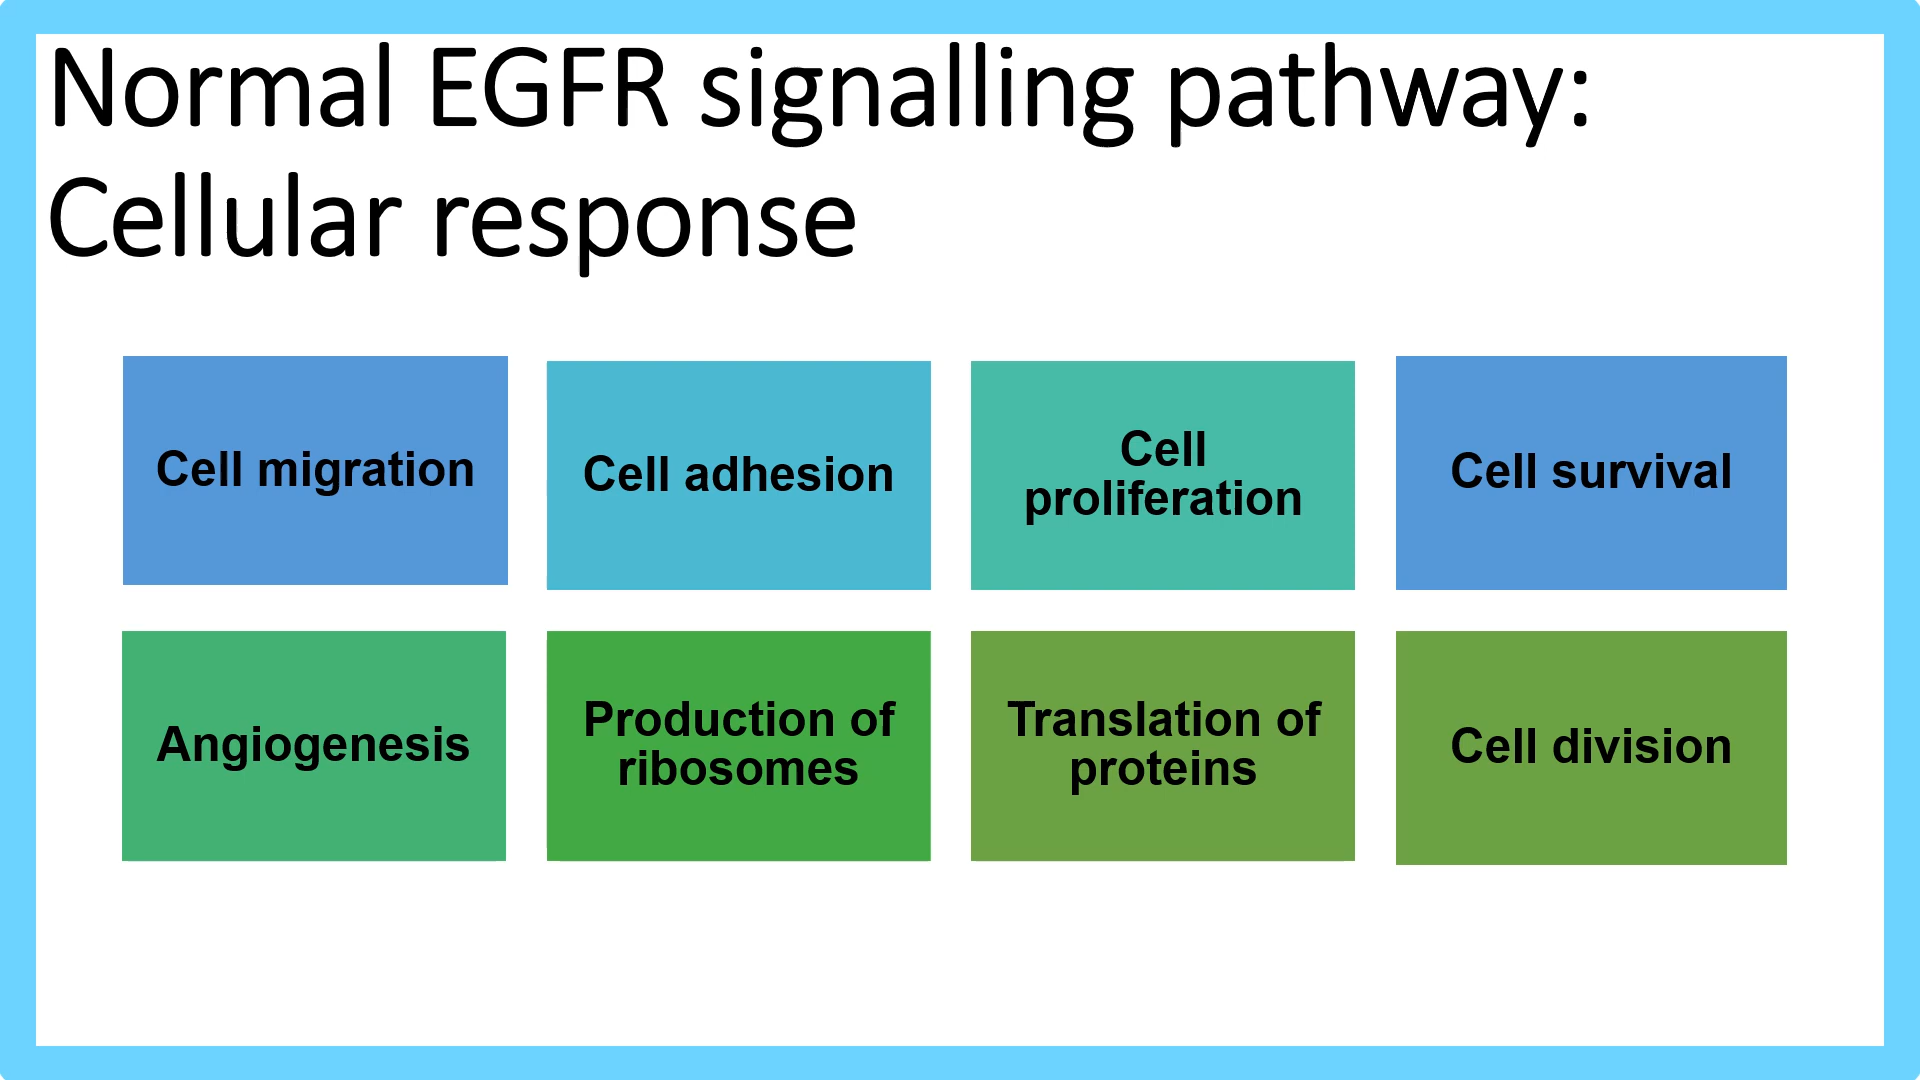 Normal EGFR signalling pathway:
Cellular response
Cell migration
Cell adhesion
Cell
proliferation
Cell survival
Angiogenesis
Production of
ribosomes
Translation of
proteins
Cell division